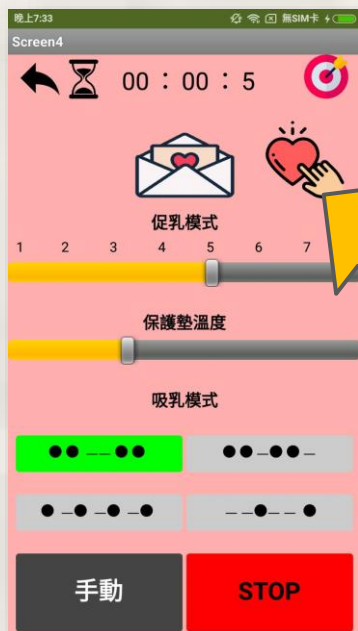 晚上7:33 無SIM卡
Screen4
00 : 00 : 5
促乳模式
1 2 3 4 5 6 7
保護墊溫度
吸乳模式
●● __ ●● ●● _ ●● _
● _● _● _● _ _● _ _ ●
手動 STOP